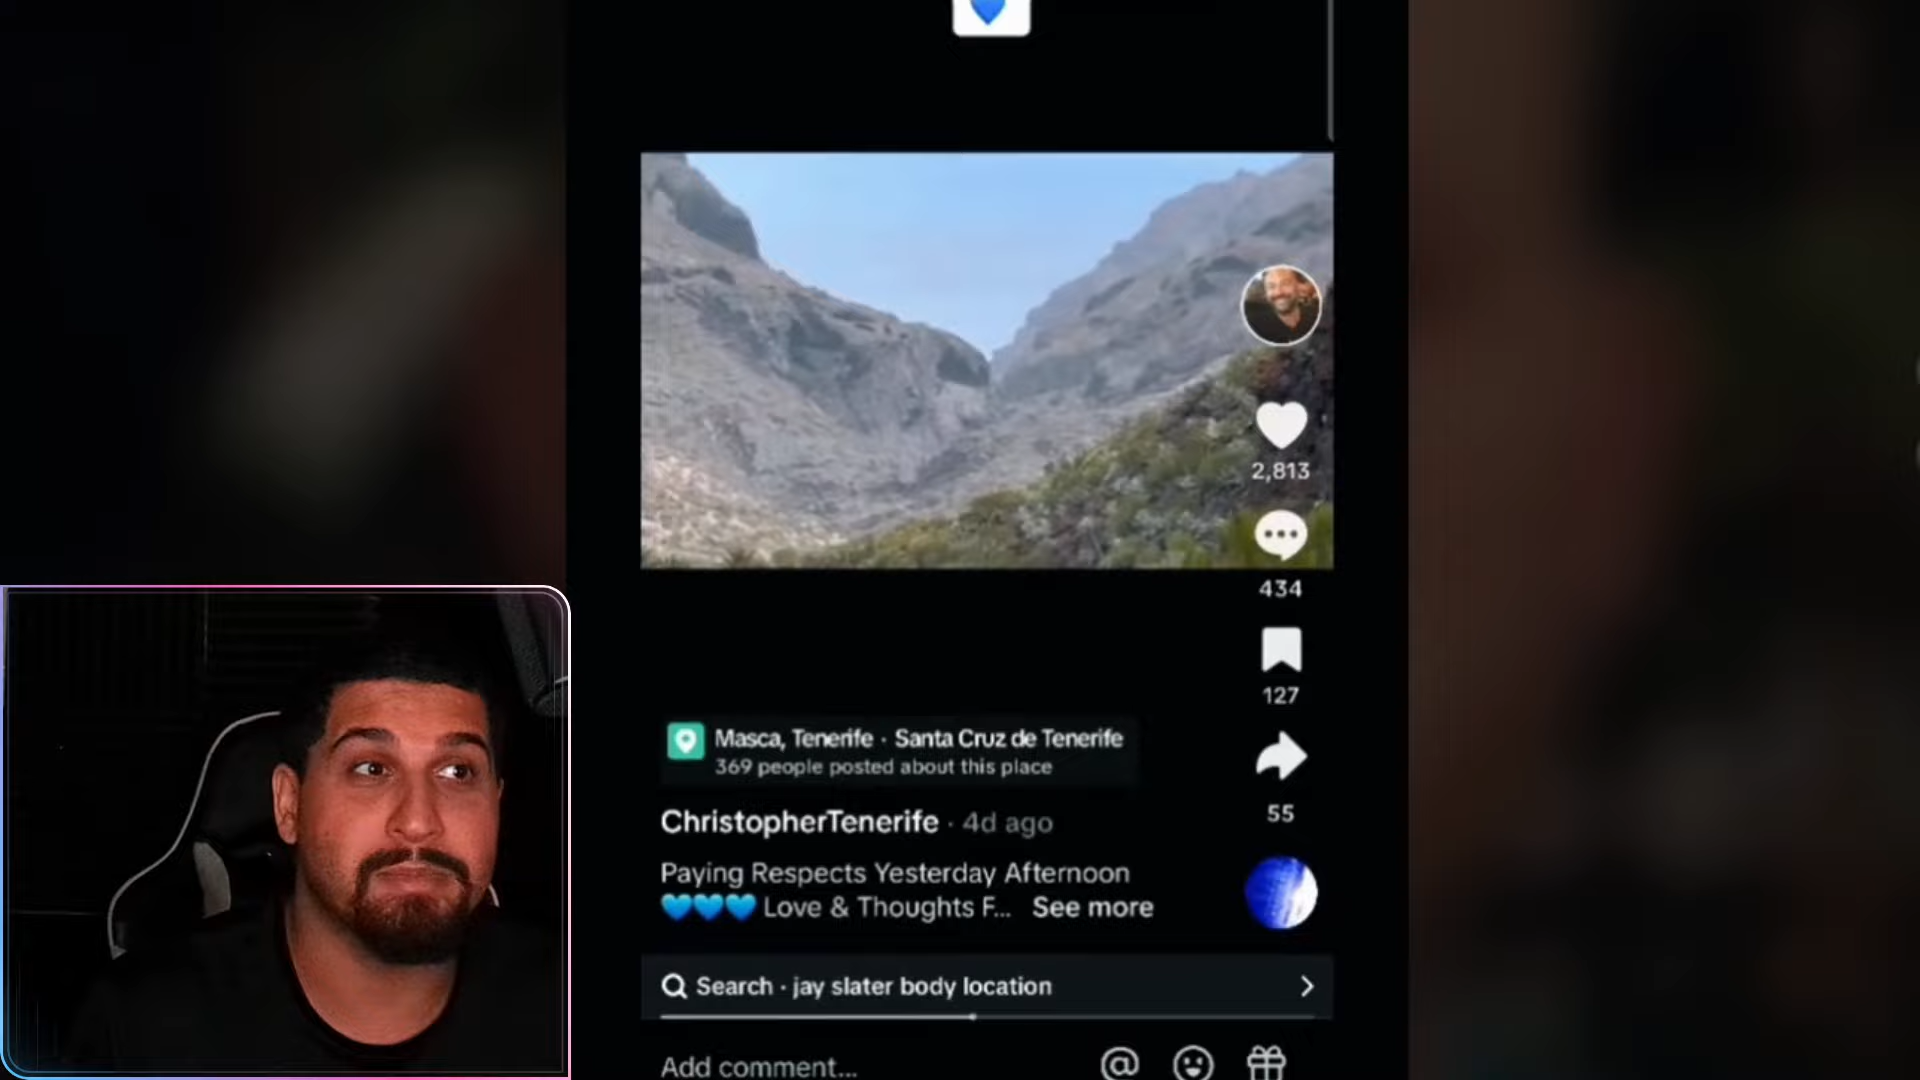 2,813
434
127
Masca, Tenerife · Santa Cruz de Tenerife
369 people posted about this place
55
ChristopherTenerife · 4d ago
Paying Respects Yesterday Afternoon
💙💙💙 Love & Thoughts F... See more
Search · jay slater body location
Add comment...